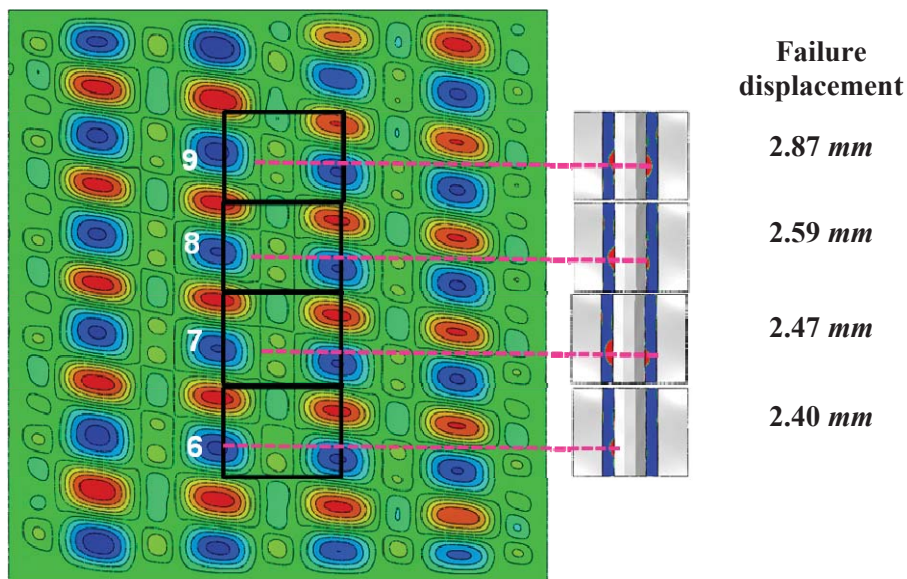 Failure
displacement
9
2.87 mm
8
2.59 mm
7
2.47 mm
6
2.40 mm